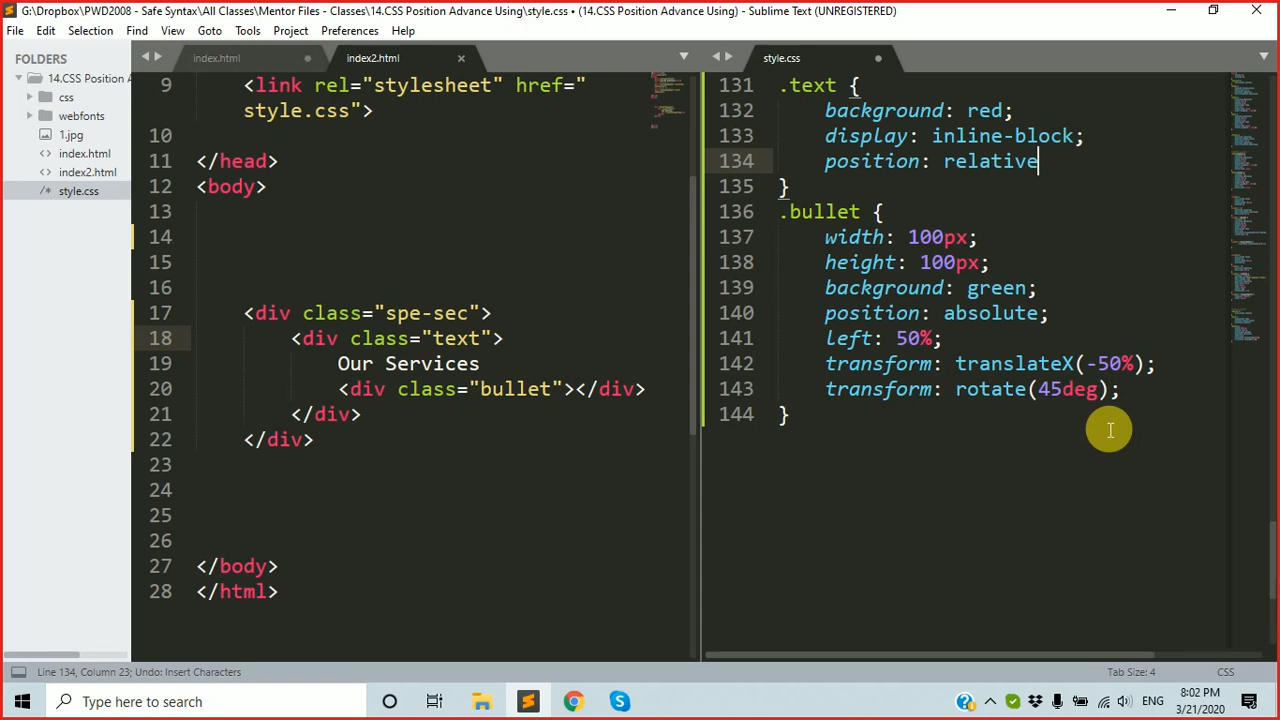 G:\Dropbox\PWD2008 - Safe Syntax\All Classes\Mentor Files - Classes\14.CSS Position Advance Using\style.css • (14.CSS Position Advance Using) - Sublime Text (UNREGISTERED)
File Edit Selection Find View Goto Tools Project Preferences Help
FOLDERS
14.CSS Position A
css
webfonts
1.jpg
index.html
index2.html
style.css
index.html
index2.html
9 <link rel="stylesheet" href="
style.css">
10
11 </head>
12 <body>
13
14
15
16
17 <div class="spe-sec">
18 <div class="text">
19 Our Services
20 <div class="bullet"></div>
21 </div>
22 </div>
23
24
25
26
27 </body>
28 </html>
style.css
131 .text {
132 background: red;
133 display: inline-block;
134 position: relative
135 }
136 .bullet {
137 width: 100px;
138 height: 100px;
139 background: green;
140 position: absolute;
141 left: 50%;
142 transform: translateX(-50%);
143 transform: rotate(45deg);
144 }
Line 134, Column 23; Undo: Insert Characters
Tab Size: 4
CSS
Type here to search
ENG
8:02 PM
3/21/2020